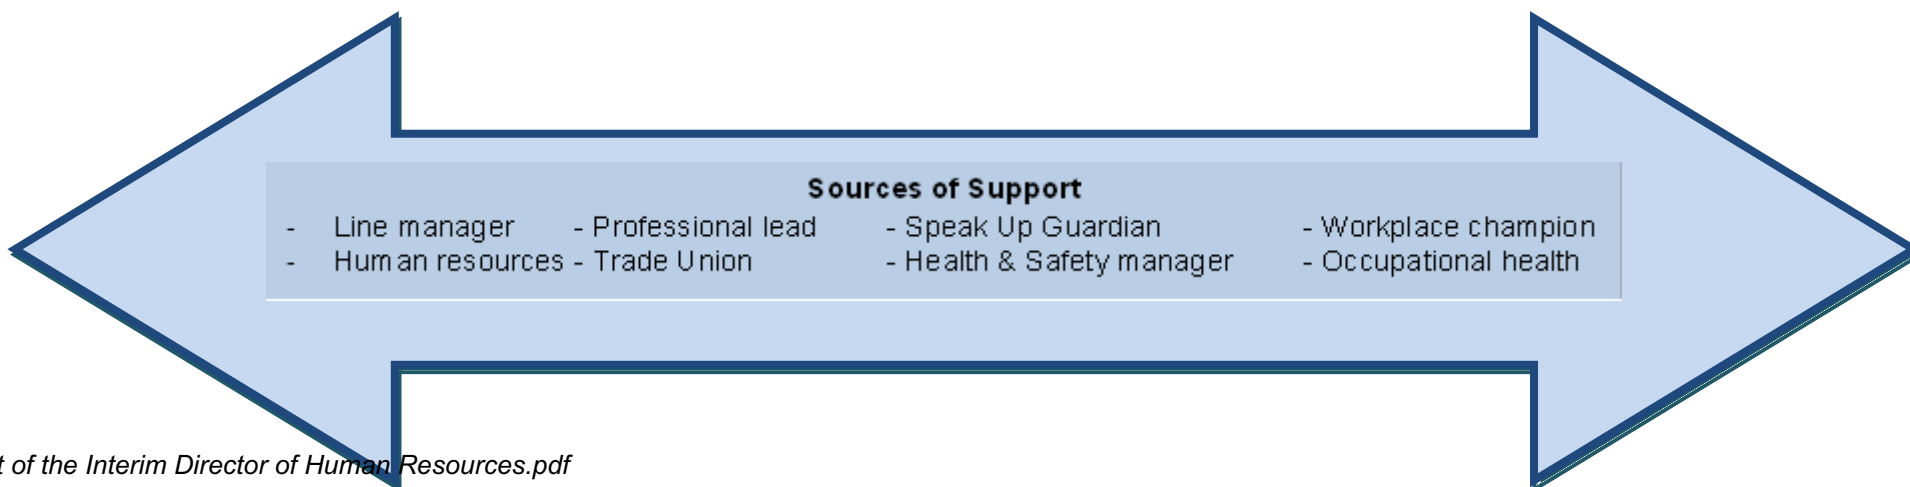 Sources of Support
- Line manager - Professional lead - Speak Up Guardian - Workplace champion
- Human resources - Trade Union - Health & Safety manager - Occupational health
t of the Interim Director of Human Resources.pdf